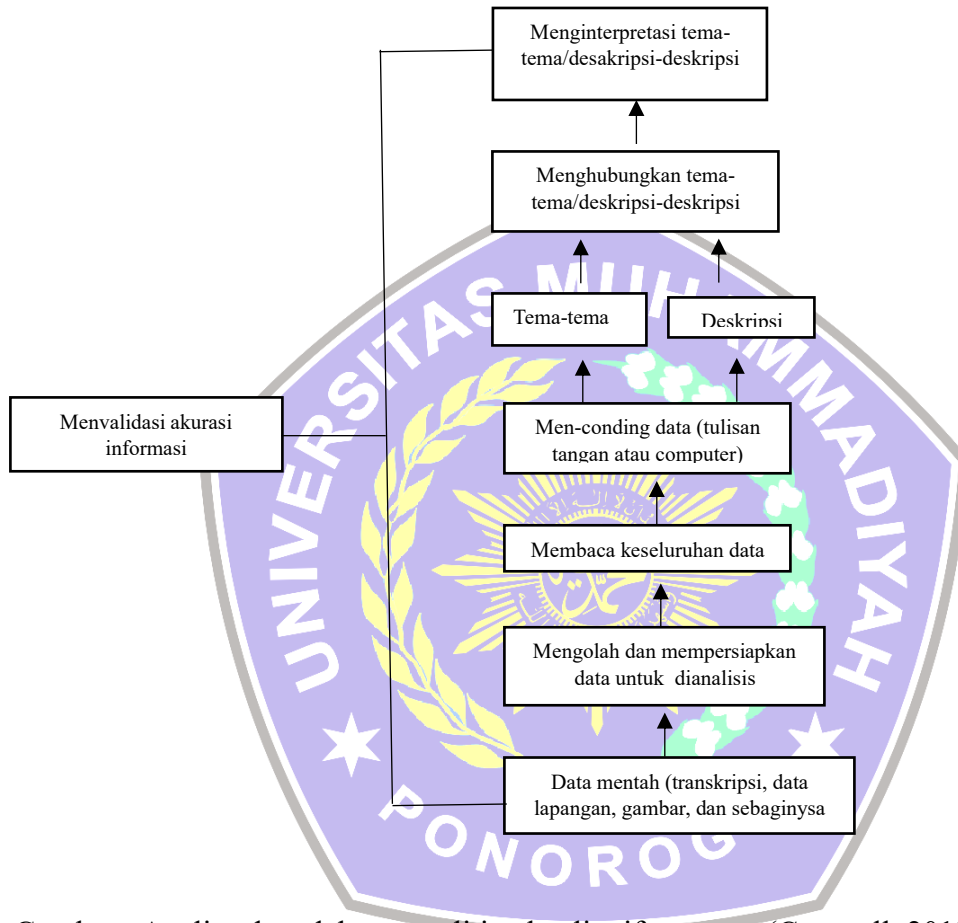 Menginterpretasi tema-
tema/desakripsi-deskripsi
Menghubungkan tema-
tema/deskripsi-deskripsi
Tema-tema
Deskripsi
Menvalidasi akurasi
informasi
Men-conding data (tulisan
tangan atau computer)
Membaca keseluruhan data
Mengolah dan mempersiapkan
data untuk dianalisis
Data mentah (transkripsi, data
lapangan, gambar, dan sebaginysa
UNIVERSITAS MUHAMMADIYAH
PONOROG